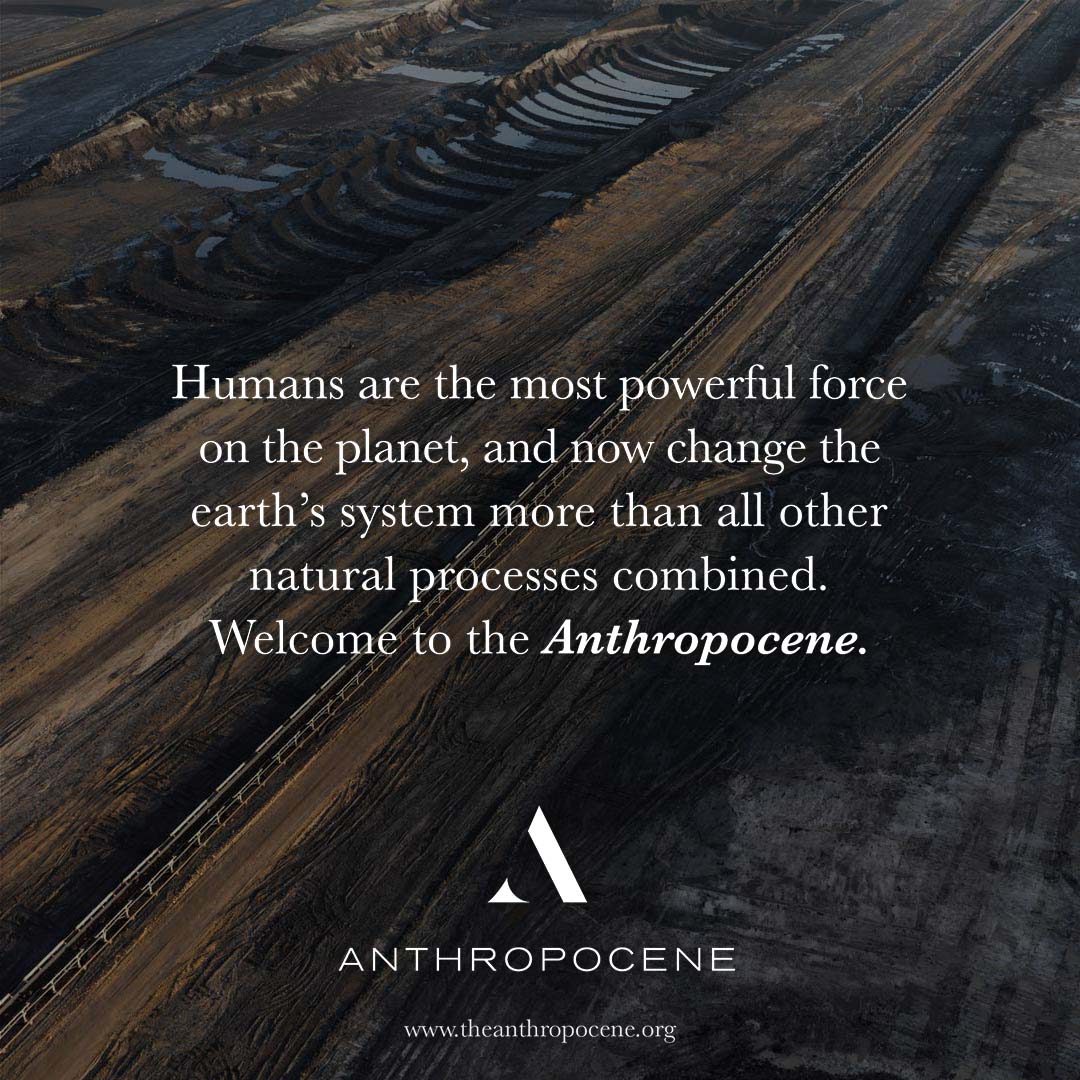 Humans are the most powerful force
on the planet, and now change the
earth’s system more than all other
natural processes combined.
Welcome to the Anthropocene.
ANTHROPOCENE
www.theanthropocene.org